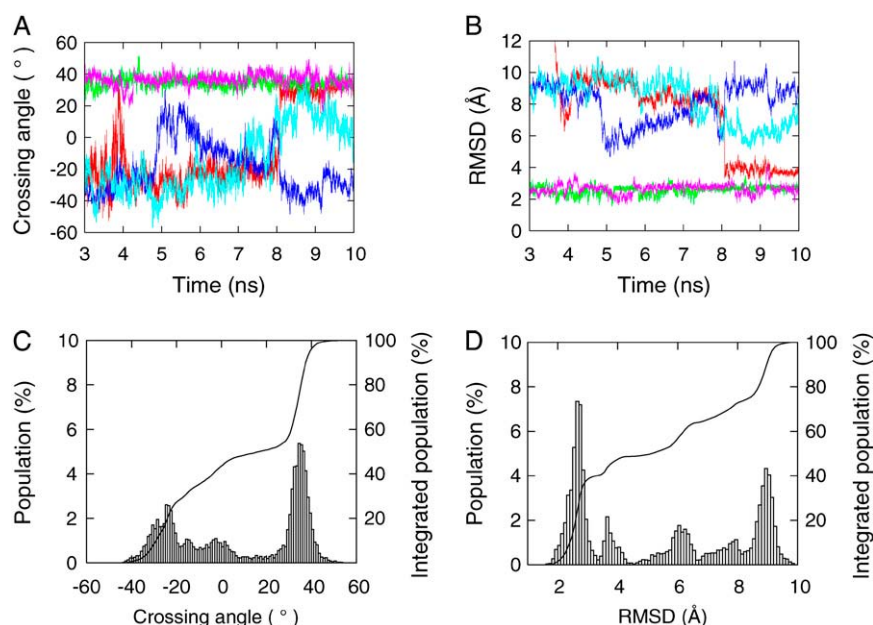 A
B
Crossing angle ( ° )
60
40
20
0
-20
-40
-60
3 4 5 6 7 8 9 10
Time (ns)
RMSD (Å)
12
10
8
6
4
2
0
3 4 5 6 7 8 9 10
Time (ns)
C
D
Population (%)
10
8
6
4
2
0
100
80
60
40
20
Integrated population (%)
-60 -40 -20 0 20 40 60
Crossing angle ( ° )
Population (%)
10
8
6
4
2
0
100
80
60
40
20
Integrated population (%)
2 4 6 8 10
RMSD (Å)